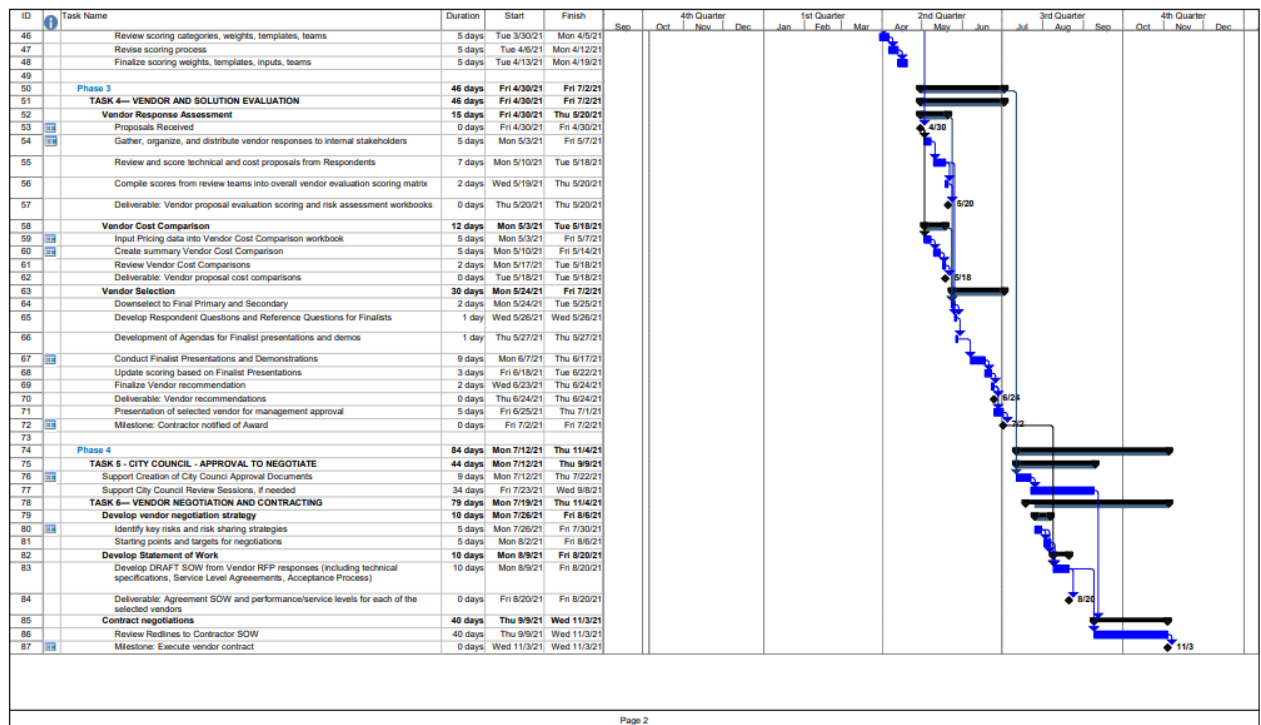 ID Task Name Duration Start Finish 4th Quarter 1st Quarter 2nd Quarter 3rd Quarter 4th Quarter
Sep Oct Nov Dec Jan Feb Mar Apr May Jun Jul Aug Sep Oct Nov Dec
46 Review scoring categories, weights, templates, teams 5 days Tue 3/30/21 Mon 4/5/21
47 Revise scoring process 5 days Tue 4/6/21 Mon 4/12/21
48 Finalize scoring weights, templates, inputs, teams 5 days Tue 4/13/21 Mon 4/19/21
49
50 Phase 3 46 days Fri 4/30/21 Fri 7/2/21
51 TASK 4— VENDOR AND SOLUTION EVALUATION 46 days Fri 4/30/21 Fri 7/2/21
52 Vendor Response Assessment 15 days Fri 4/30/21 Thu 5/20/21
53 Proposals Received 0 days Fri 4/30/21 Fri 4/30/21 4/30
54 Gather, organize, and distribute vendor responses to internal stakeholders 5 days Mon 5/3/21 Fri 5/7/21
55 Review and score technical and cost proposals from Respondents 7 days Mon 5/10/21 Tue 5/18/21
56 Compile scores from review teams into overall vendor evaluation scoring matrix 2 days Wed 5/19/21 Thu 5/20/21
57 Deliverable: Vendor proposal evaluation scoring and risk assessment workbooks 0 days Thu 5/20/21 Thu 5/20/21 5/20
58 Vendor Cost Comparison 12 days Mon 5/3/21 Tue 5/18/21
59 Input Pricing data into Vendor Cost Comparison workbook 5 days Mon 5/3/21 Fri 5/7/21
60 Create summary Vendor Cost Comparison 5 days Mon 5/10/21 Fri 5/14/21
61 Review Vendor Cost Comparisons 2 days Mon 5/17/21 Tue 5/18/21
62 Deliverable: Vendor proposal cost comparisons 0 days Tue 5/18/21 Tue 5/18/21 5/18
63 Vendor Selection 30 days Mon 5/24/21 Fri 7/2/21
64 Downselect to Final Primary and Secondary 2 days Mon 5/24/21 Tue 5/25/21
65 Develop Respondent Questions and Reference Questions for Finalists 1 day Wed 5/26/21 Wed 5/26/21
66 Development of Agendas for Finalist presentations and demos 1 day Thu 5/27/21 Thu 5/27/21
67 Conduct Finalist Presentations and Demonstrations 9 days Mon 6/7/21 Thu 6/17/21
68 Update scoring based on Finalist Presentations 3 days Fri 6/18/21 Tue 6/22/21
69 Finalize Vendor recommendation 2 days Wed 6/23/21 Thu 6/24/21
70 Deliverable: Vendor recommendations 0 days Thu 6/24/21 Thu 6/24/21 6/24
71 Presentation of selected vendor for management approval 5 days Fri 6/25/21 Thu 7/1/21
72 Milestone: Contractor notified of Award 0 days Fri 7/2/21 Fri 7/2/21 7/2
73
74 Phase 4 84 days Mon 7/12/21 Thu 11/4/21
75 TASK 5 - CITY COUNCIL - APPROVAL TO NEGOTIATE 44 days Mon 7/12/21 Thu 9/9/21
76 Support Creation of City Counci Approval Documents 9 days Mon 7/12/21 Thu 7/22/21
77 Support City Council Review Sessions, if needed 34 days Fri 7/23/21 Wed 9/8/21
78 TASK 6— VENDOR NEGOTIATION AND CONTRACTING 79 days Mon 7/19/21 Thu 11/4/21
79 Develop vendor negotiation strategy 10 days Mon 7/26/21 Fri 8/6/21
80 Identify key risks and risk sharing strategies 5 days Mon 7/26/21 Fri 7/30/21
81 Starting points and targets for negotiations 5 days Mon 8/2/21 Fri 8/6/21
82 Develop Statement of Work 10 days Mon 8/9/21 Fri 8/20/21
83 Develop DRAFT SOW from Vendor RFP responses (including technical 10 days Mon 8/9/21 Fri 8/20/21
specifications, Service Level Agreeements, Acceptance Process)
84 Deliverable: Agreement SOW and performance/service levels for each of the 0 days Fri 8/20/21 Fri 8/20/21 8/20
selected vendors
85 Contract negotiations 40 days Thu 9/9/21 Wed 11/3/21
86 Review Redlines to Contractor SOW 40 days Thu 9/9/21 Wed 11/3/21
87 Milestone: Execute vendor contract 0 days Wed 11/3/21 Wed 11/3/21 11/3
Page 2